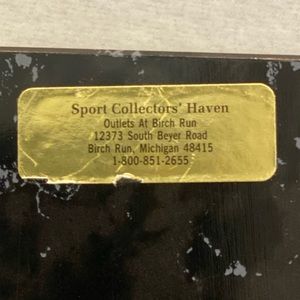 Sport Collectors' Haven
Outlets At Birch Run
12373 South Beyer Road
Birch Run, Michigan 48415
1-800-851-2655